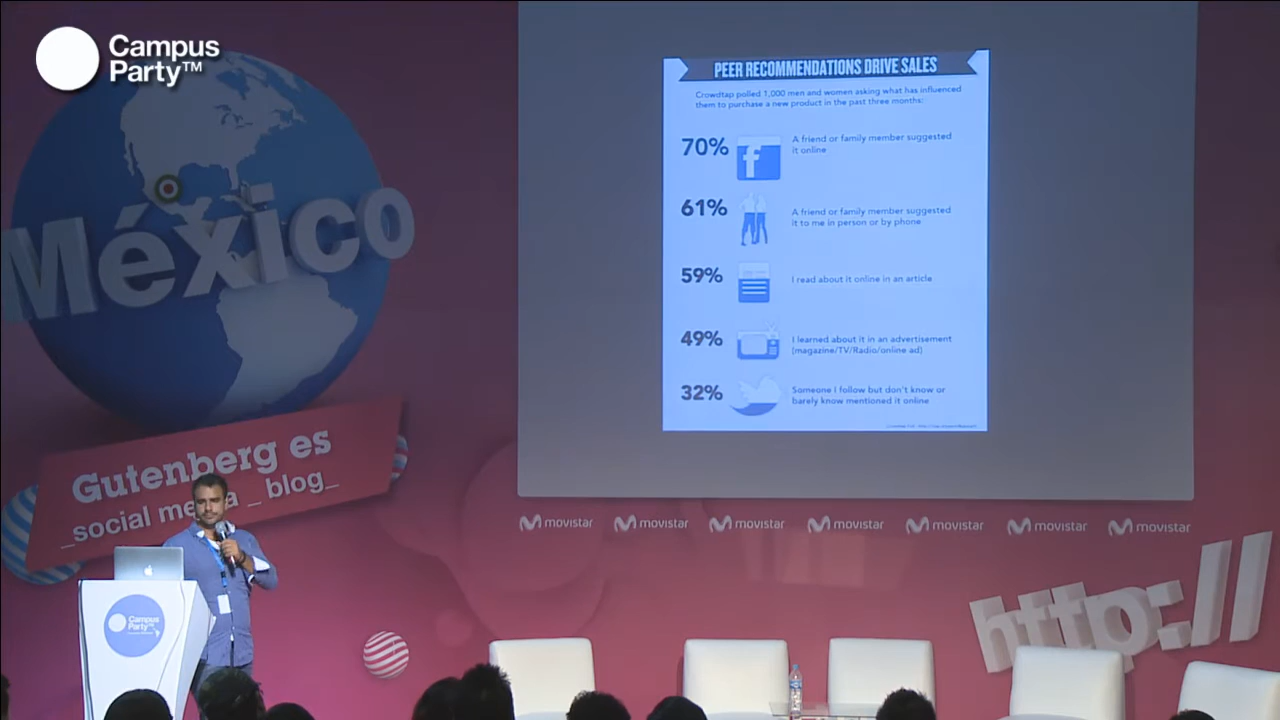 Campus
Party™
México
Gutenberg es
_social me a _ blog_
PEER RECOMMENDATIONS DRIVE SALES
Crowdtap polled 1,000 men and women asking what has influenced
them to purchase a new product in the past three months:
70%
A friend or family member suggested
it online
61%
A friend or family member suggested
it to me in person or by phone
59%
I read about it online in an article
49%
I learned about it in an advertisement
(magazine/TV/Radio/online ad)
32%
Someone I follow but don't know or
barely know mentioned it online
movistar movistar movistar movistar movistar movistar movistar
http://
Campus
Party™